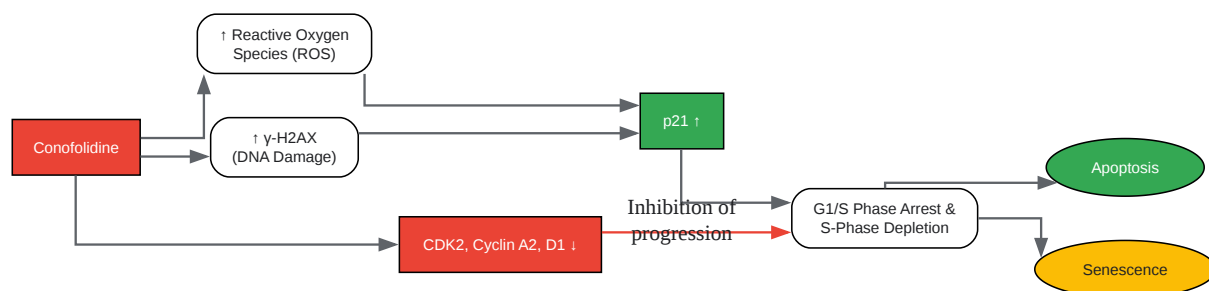 ↑ Reactive Oxygen
Species (ROS)
Conofolidine
↑ γ-H2AX
(DNA Damage)
p21 ↑
CDK2, Cyclin A2, D1 ↓
Inhibition of
progression
G1/S Phase Arrest &
S-Phase Depletion
Apoptosis
Senescence